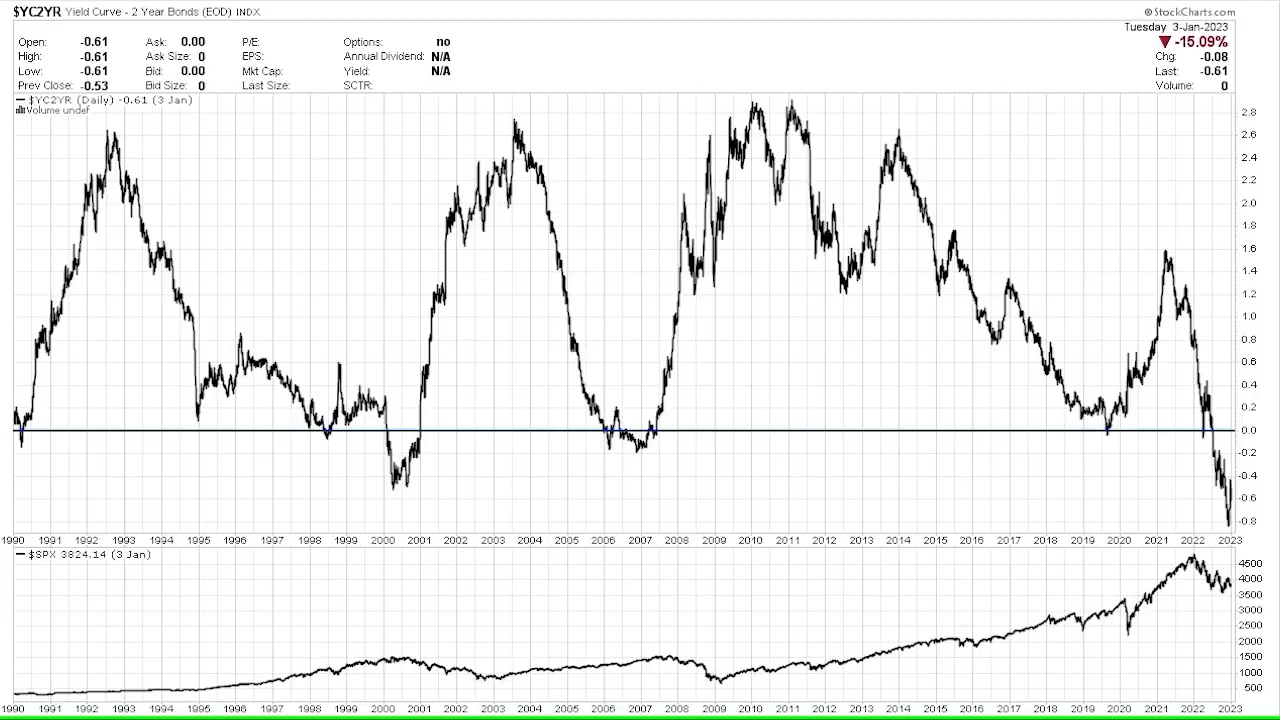 $YC2YR Yield Curve - 2 Year Bonds (EOD) INDX © StockCharts.com
Tuesday 3-Jan-2023
Open: -0.61 Ask: 0.00 P/E: Options: no ▼ -15.09%
High: -0.61 Ask Size: 0 EPS: Annual Dividend: N/A Chg: -0.08
Low: -0.61 Bid: 0.00 Mkt Cap: Yield: N/A Last: -0.61
Prev Close: -0.53 Bid Size: 0 Last Size: SCTR: Volume: 0
$YC2YR (Daily) -0.61 (3 Jan)
Volume undef
2.8
2.6
2.4
2.2
2.0
1.8
1.6
1.4
1.2
1.0
0.8
0.6
0.4
0.2
0.0
-0.2
-0.4
-0.6
-0.8
1990 1991 1992 1993 1994 1995 1996 1997 1998 1999 2000 2001 2002 2003 2004 2005 2006 2007 2008 2009 2010 2011 2012 2013 2014 2015 2016 2017 2018 2019 2020 2021 2022 2023
$SPX 3824.14 (3 Jan)
4500
4000
3500
3000
2500
2000
1500
1000
500
1990 1991 1992 1993 1994 1995 1996 1997 1998 1999 2000 2001 2002 2003 2004 2005 2006 2007 2008 2009 2010 2011 2012 2013 2014 2015 2016 2017 2018 2019 2020 2021 2022 2023